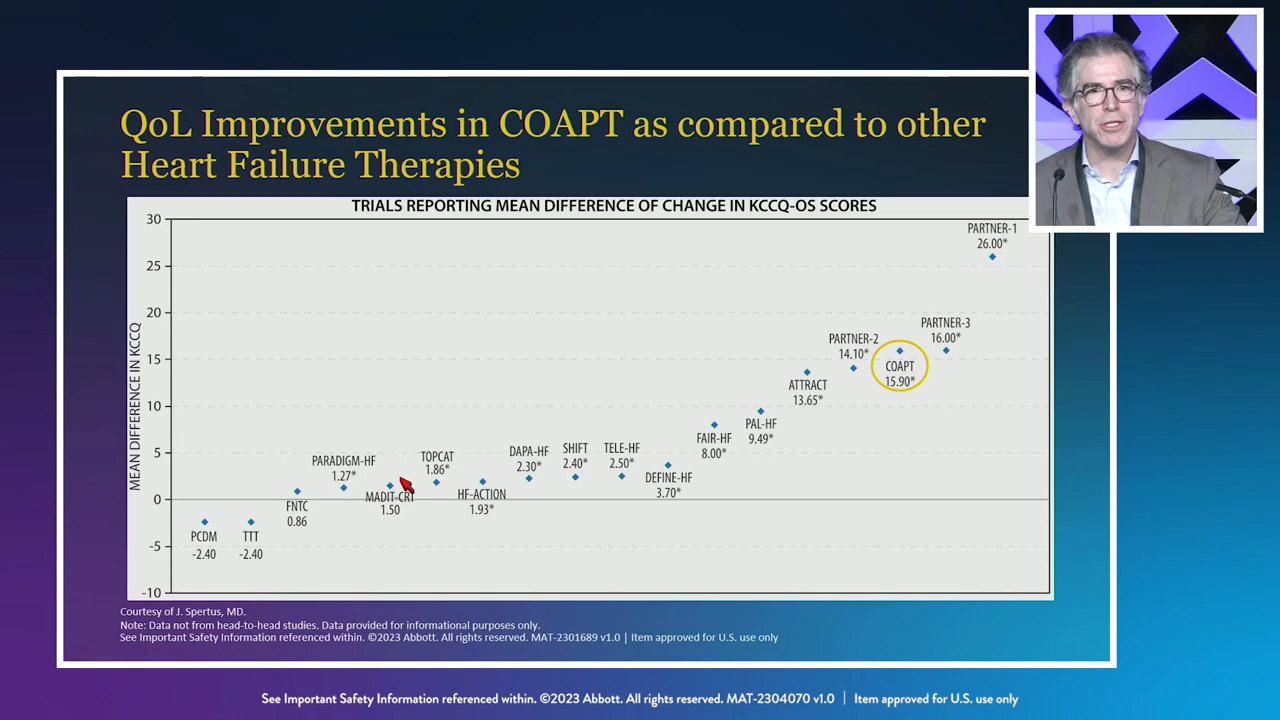 QoL Improvements in COAPT as compared to other
Heart Failure Therapies
TRIALS REPORTING MEAN DIFFERENCE OF CHANGE IN KCCQ-OS SCORES
MEAN DIFFERENCE IN KCCQ
30
25
20
15
10
5
0
-5
-10
PCDM
-2.40
TTT
-2.40
FNTC
0.86
PARADIGM-HF
1.27*
MADIT-CRT
1.50
TOPCAT
1.86*
HF-ACTION
1.93*
DAPA-HF
2.30*
SHIFT
2.40*
TELE-HF
2.50*
DEFINE-HF
3.70*
FAIR-HF
8.00*
PAL-HF
9.49*
ATTRACT
13.65*
PARTNER-2
14.10*
COAPT
15.90*
PARTNER-3
16.00*
PARTNER-1
26.00*
Courtesy of J. Spertus, MD.
Note: Data not from head-to-head studies. Data provided for informational purposes only.
See Important Safety Information referenced within. ©2023 Abbott. All rights reserved. MAT-2301689 v1.0 | Item approved for U.S. use only
See Important Safety Information referenced within. ©2023 Abbott. All rights reserved. MAT-2304070 v1.0 | Item approved for U.S. use only